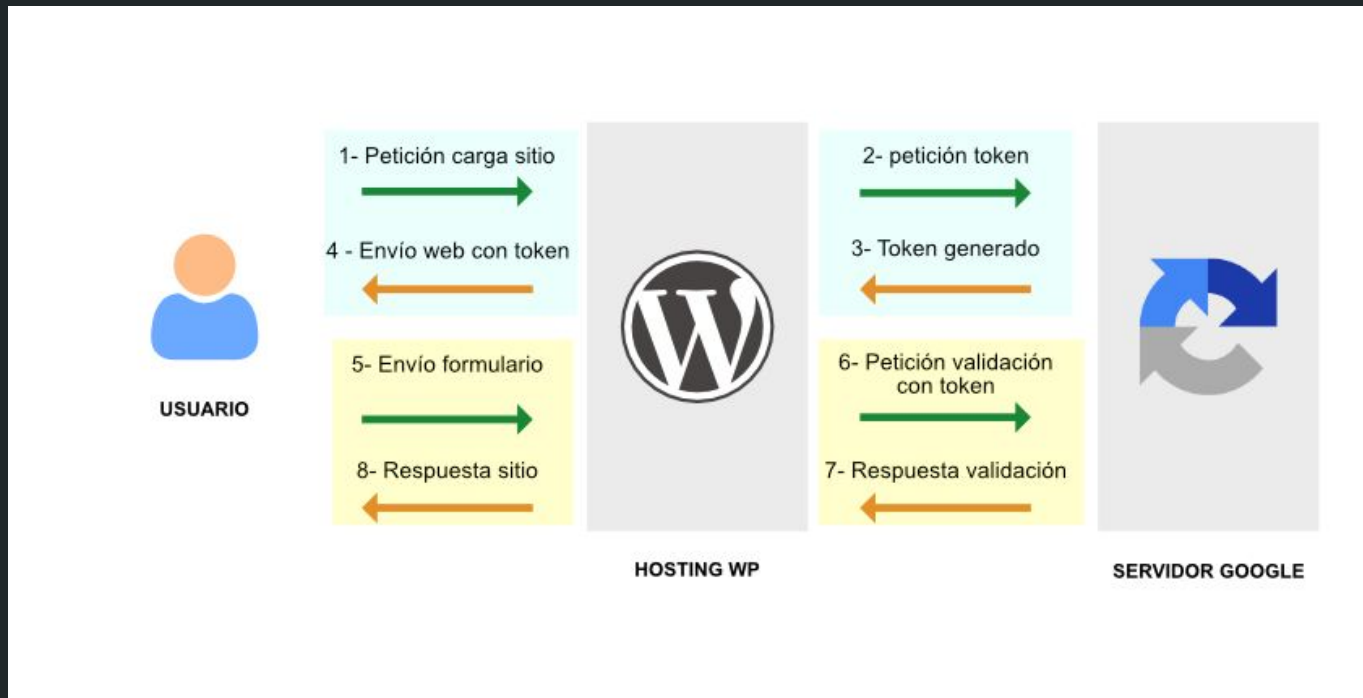 1- Petición carga sitio
2- petición token
4 - Envío web con token
3- Token generado
5- Envío formulario
6- Petición validación
con token
USUARIO
8- Respuesta sitio
7- Respuesta validación
HOSTING WP
SERVIDOR GOOGLE